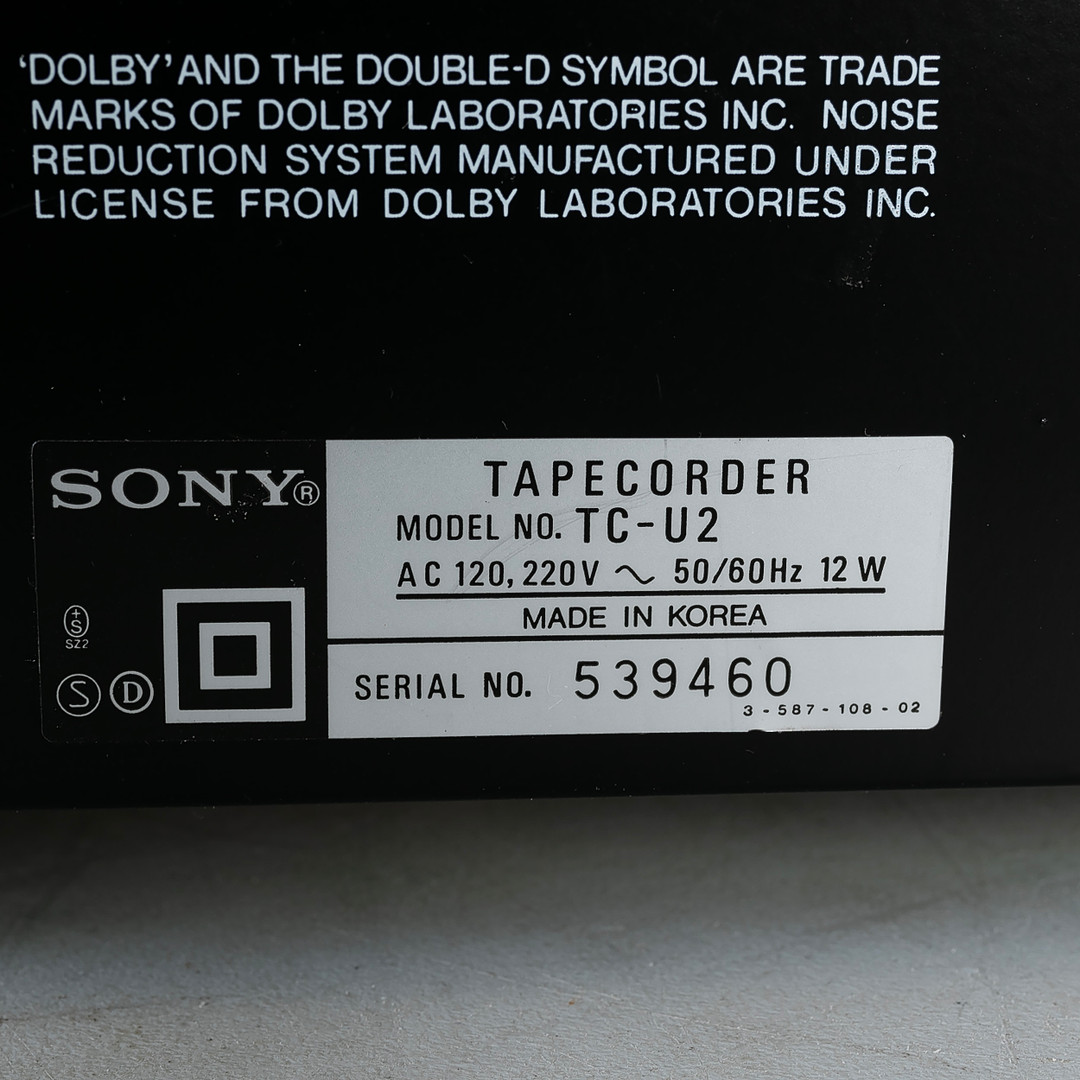 ‘DOLBY’ AND THE DOUBLE-D SYMBOL ARE TRADE
MARKS OF DOLBY LABORATORIES INC. NOISE
REDUCTION SYSTEM MANUFACTURED UNDER
LICENSE FROM DOLBY LABORATORIES INC.
SONY®
TAPECORDER
MODEL NO. TC-U2
AC 120, 220V ~ 50/60Hz 12 W
MADE IN KOREA
+
S
SZ2
S D
SERIAL NO. 539460
3 - 587 - 108 - 02